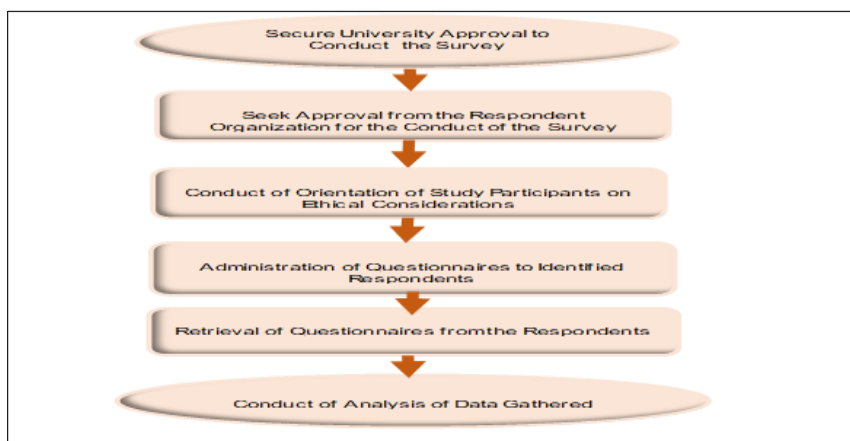 Secure University Approval to
Conduct the Survey
Seek Approval from the Respondent
Organization for the Conduct of the Survey
Conduct of Orientation of Study Participants on
Ethical Considerations
Administration of Questionnaires to Identified
Respondents
Retrieval of Questionnaires from the Respondents
Conduct of Analysis of Data Gathered